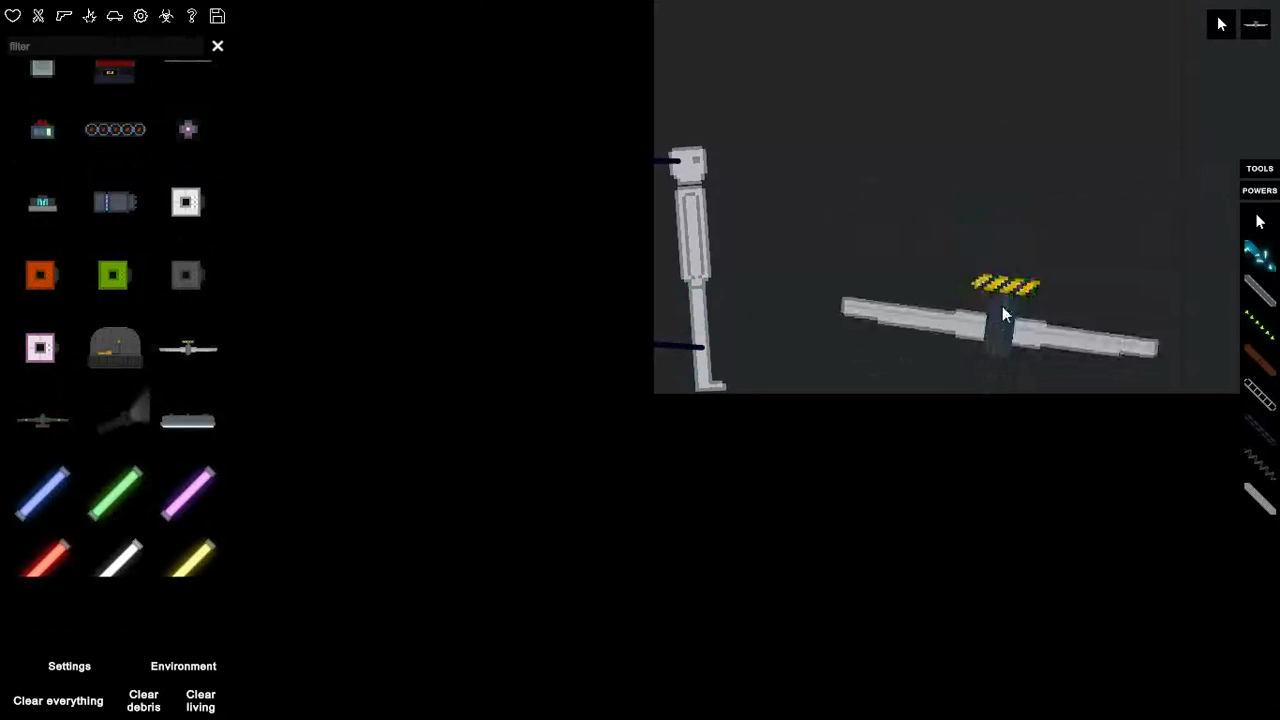 filter
TOOLS
POWERS
Settings
Environment
Clear everything
Clear debris
Clear living